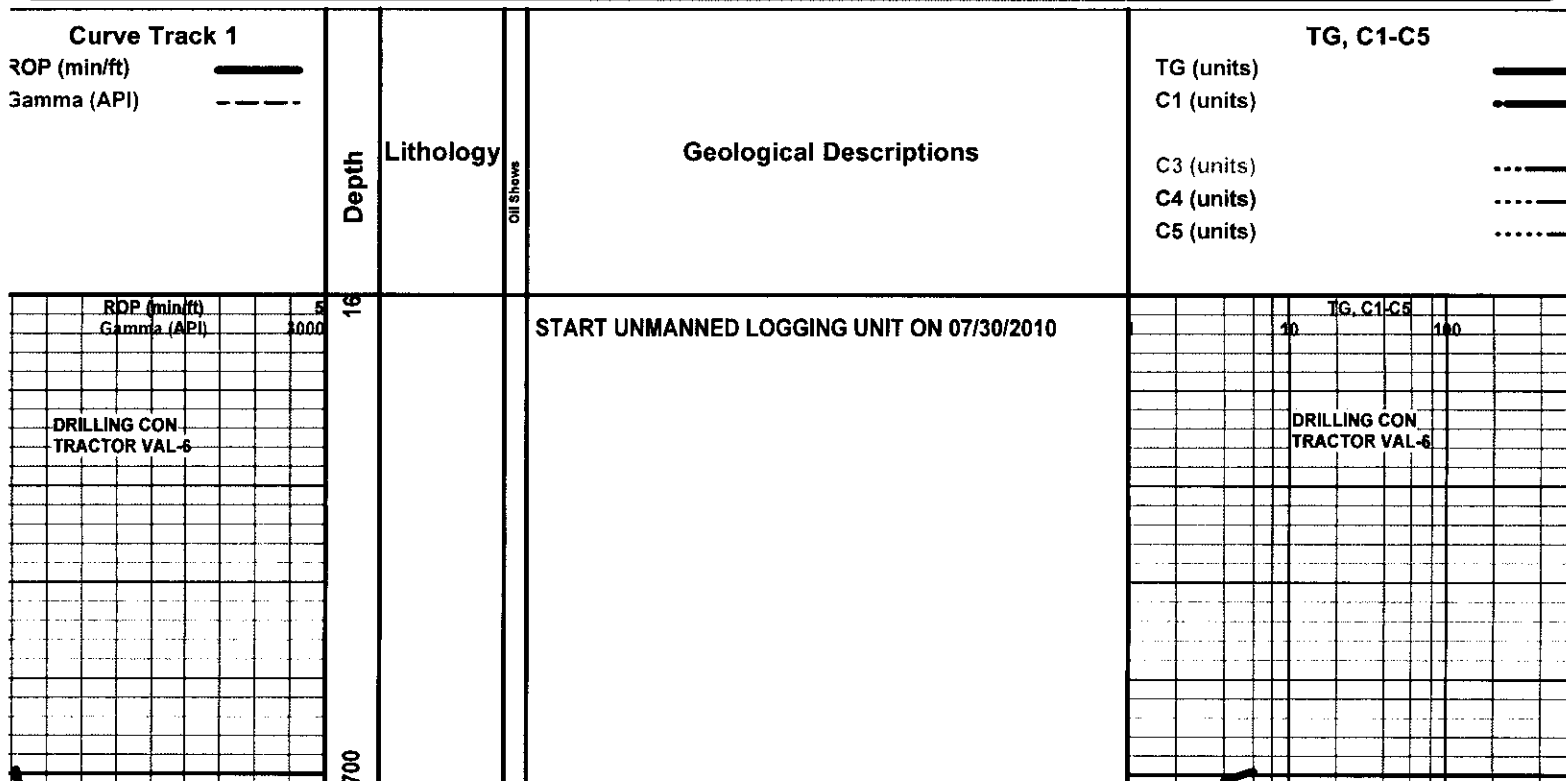 Curve Track 1
ROP (min/ft)
Gamma (API)
Depth
Lithology
Oil Shows
Geological Descriptions
TG, C1-C5
TG (units)
C1 (units)
C3 (units)
C4 (units)
C5 (units)
ROP (min/ft) 5
Gamma (API) 3000
16
START UNMANNED LOGGING UNIT ON 07/30/2010
TG, C1-C5
1 10 100
DRILLING CON
TRACTOR VAL-6
DRILLING CON
TRACTOR VAL-6
700